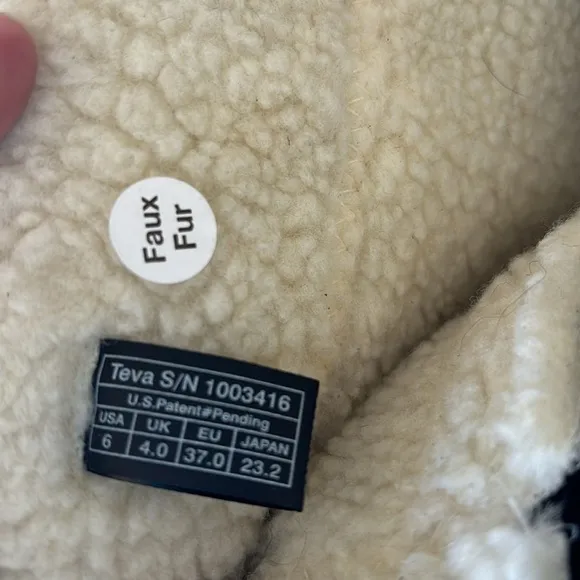 Faux
Fur
Teva S/N 1003416
U.S.Patent#Pending
USA UK EU JAPAN
6 4.0 37.0 23.2